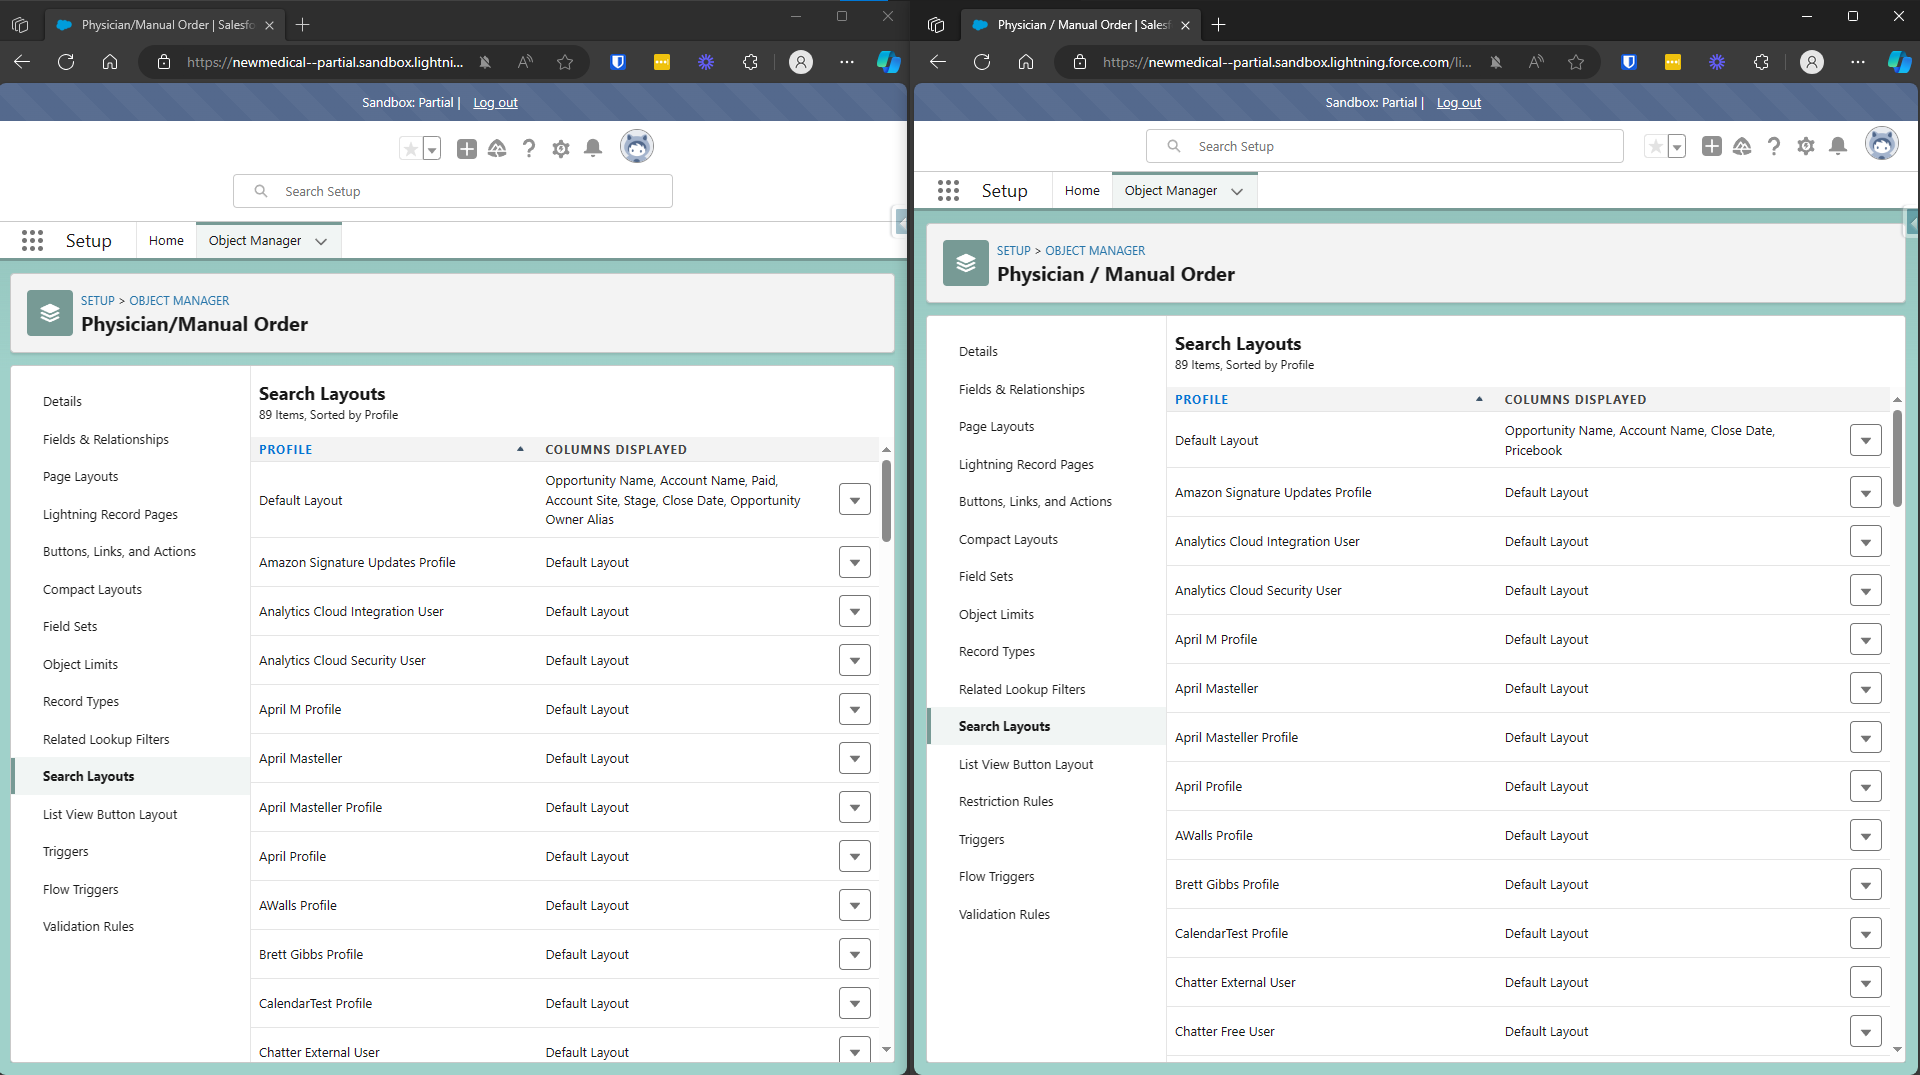 Physician/Manual Order | Salesfo
https://newmedical--partial.sandbox.lightni...
Sandbox: Partial | Log out
Search Setup
Setup
Home
Object Manager
SETUP > OBJECT MANAGER
Physician/Manual Order
Details
Fields & Relationships
Page Layouts
Lightning Record Pages
Buttons, Links, and Actions
Compact Layouts
Field Sets
Object Limits
Record Types
Related Lookup Filters
Search Layouts
List View Button Layout
Triggers
Flow Triggers
Validation Rules
Search Layouts
89 Items, Sorted by Profile
PROFILE COLUMNS DISPLAYED
Default Layout
Opportunity Name, Account Name, Paid,
Account Site, Stage, Close Date, Opportunity
Owner Alias
Amazon Signature Updates Profile Default Layout
Analytics Cloud Integration User Default Layout
Analytics Cloud Security User Default Layout
April M Profile Default Layout
April Masteller Default Layout
April Masteller Profile Default Layout
April Profile Default Layout
AWalls Profile Default Layout
Brett Gibbs Profile Default Layout
CalendarTest Profile Default Layout
Chatter External User Default Layout
Physician / Manual Order | Salesf
https://newmedical--partial.sandbox.lightning.force.com/li...
Sandbox: Partial | Log out
Search Setup
Setup
Home
Object Manager
SETUP > OBJECT MANAGER
Physician / Manual Order
Details
Fields & Relationships
Page Layouts
Lightning Record Pages
Buttons, Links, and Actions
Compact Layouts
Field Sets
Object Limits
Record Types
Related Lookup Filters
Search Layouts
List View Button Layout
Restriction Rules
Triggers
Flow Triggers
Validation Rules
Search Layouts
89 Items, Sorted by Profile
PROFILE COLUMNS DISPLAYED
Default Layout
Opportunity Name, Account Name, Close Date,
Pricebook
Amazon Signature Updates Profile Default Layout
Analytics Cloud Integration User Default Layout
Analytics Cloud Security User Default Layout
April M Profile Default Layout
April Masteller Default Layout
April Masteller Profile Default Layout
April Profile Default Layout
AWalls Profile Default Layout
Brett Gibbs Profile Default Layout
CalendarTest Profile Default Layout
Chatter External User Default Layout
Chatter Free User Default Layout